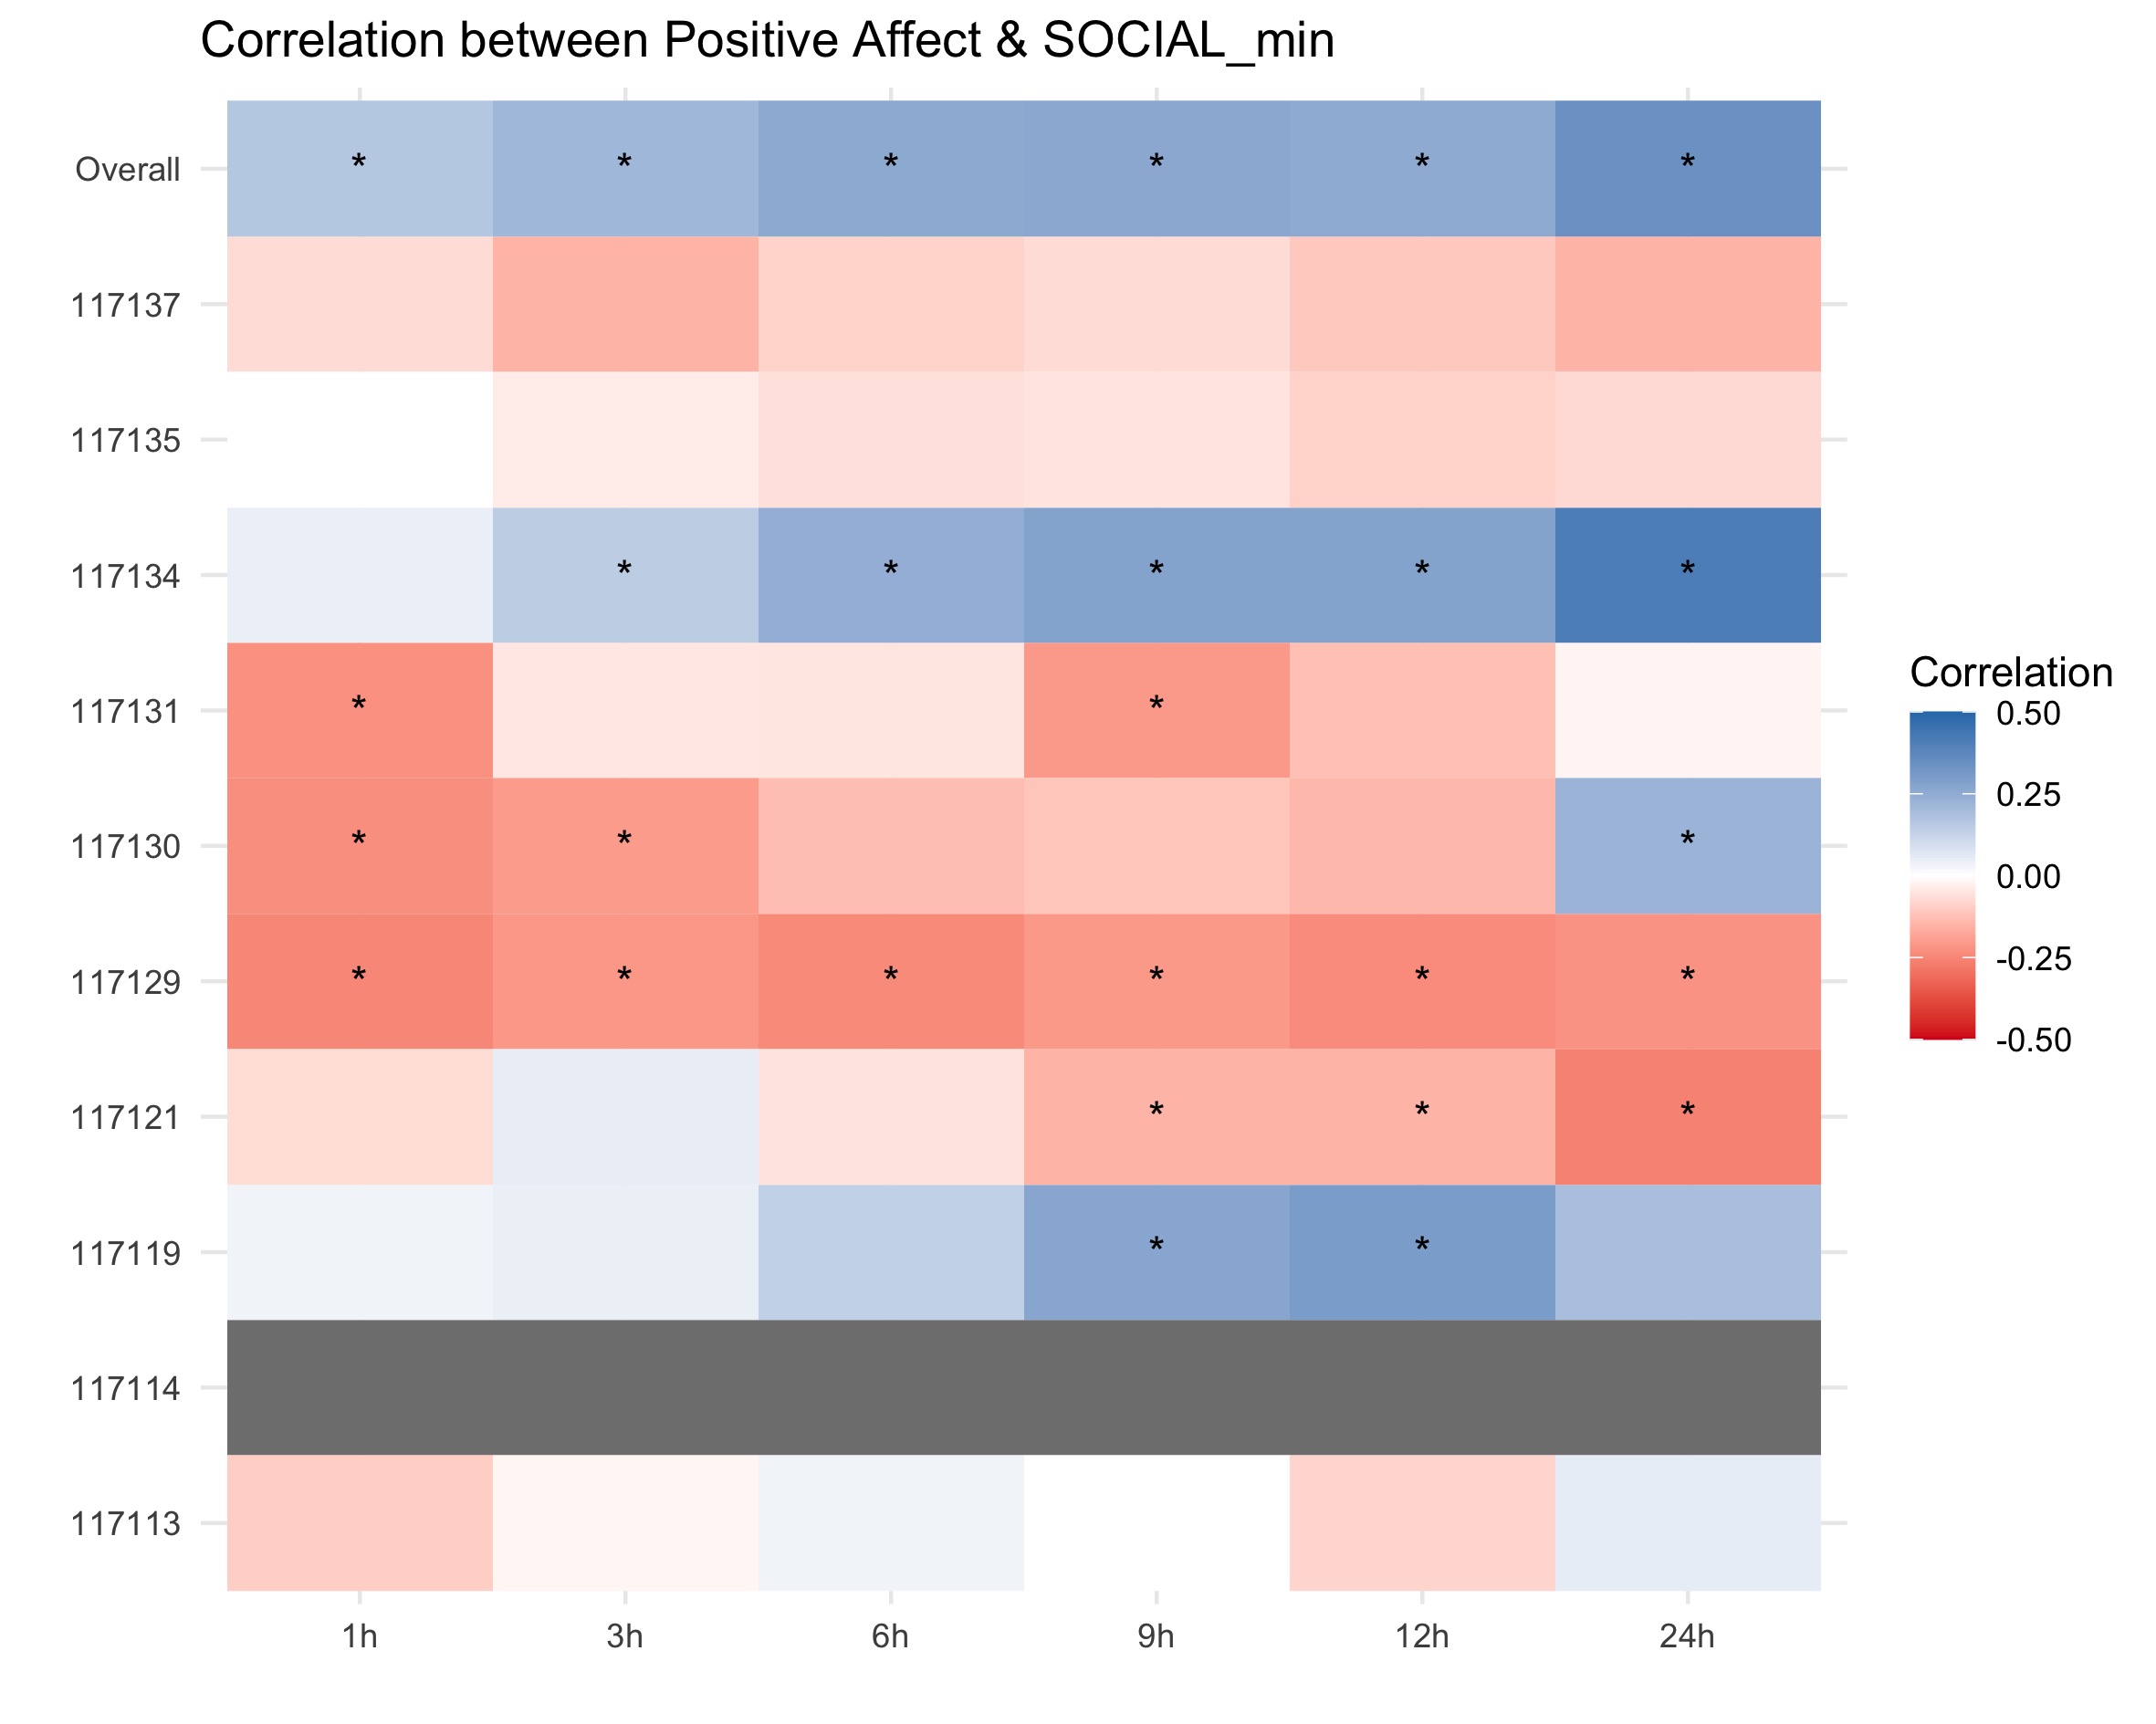 Correlation between Positive Affect & SOCIAL_min
Overall * * * * * *
117137
117135
117134 * * * * *
117131 * *
117130 * * *
117129 * * * * * *
117121 * * *
117119 * *
117114
117113
1h 3h 6h 9h 12h 24h
Correlation
0.50
0.25
0.00
-0.25
-0.50